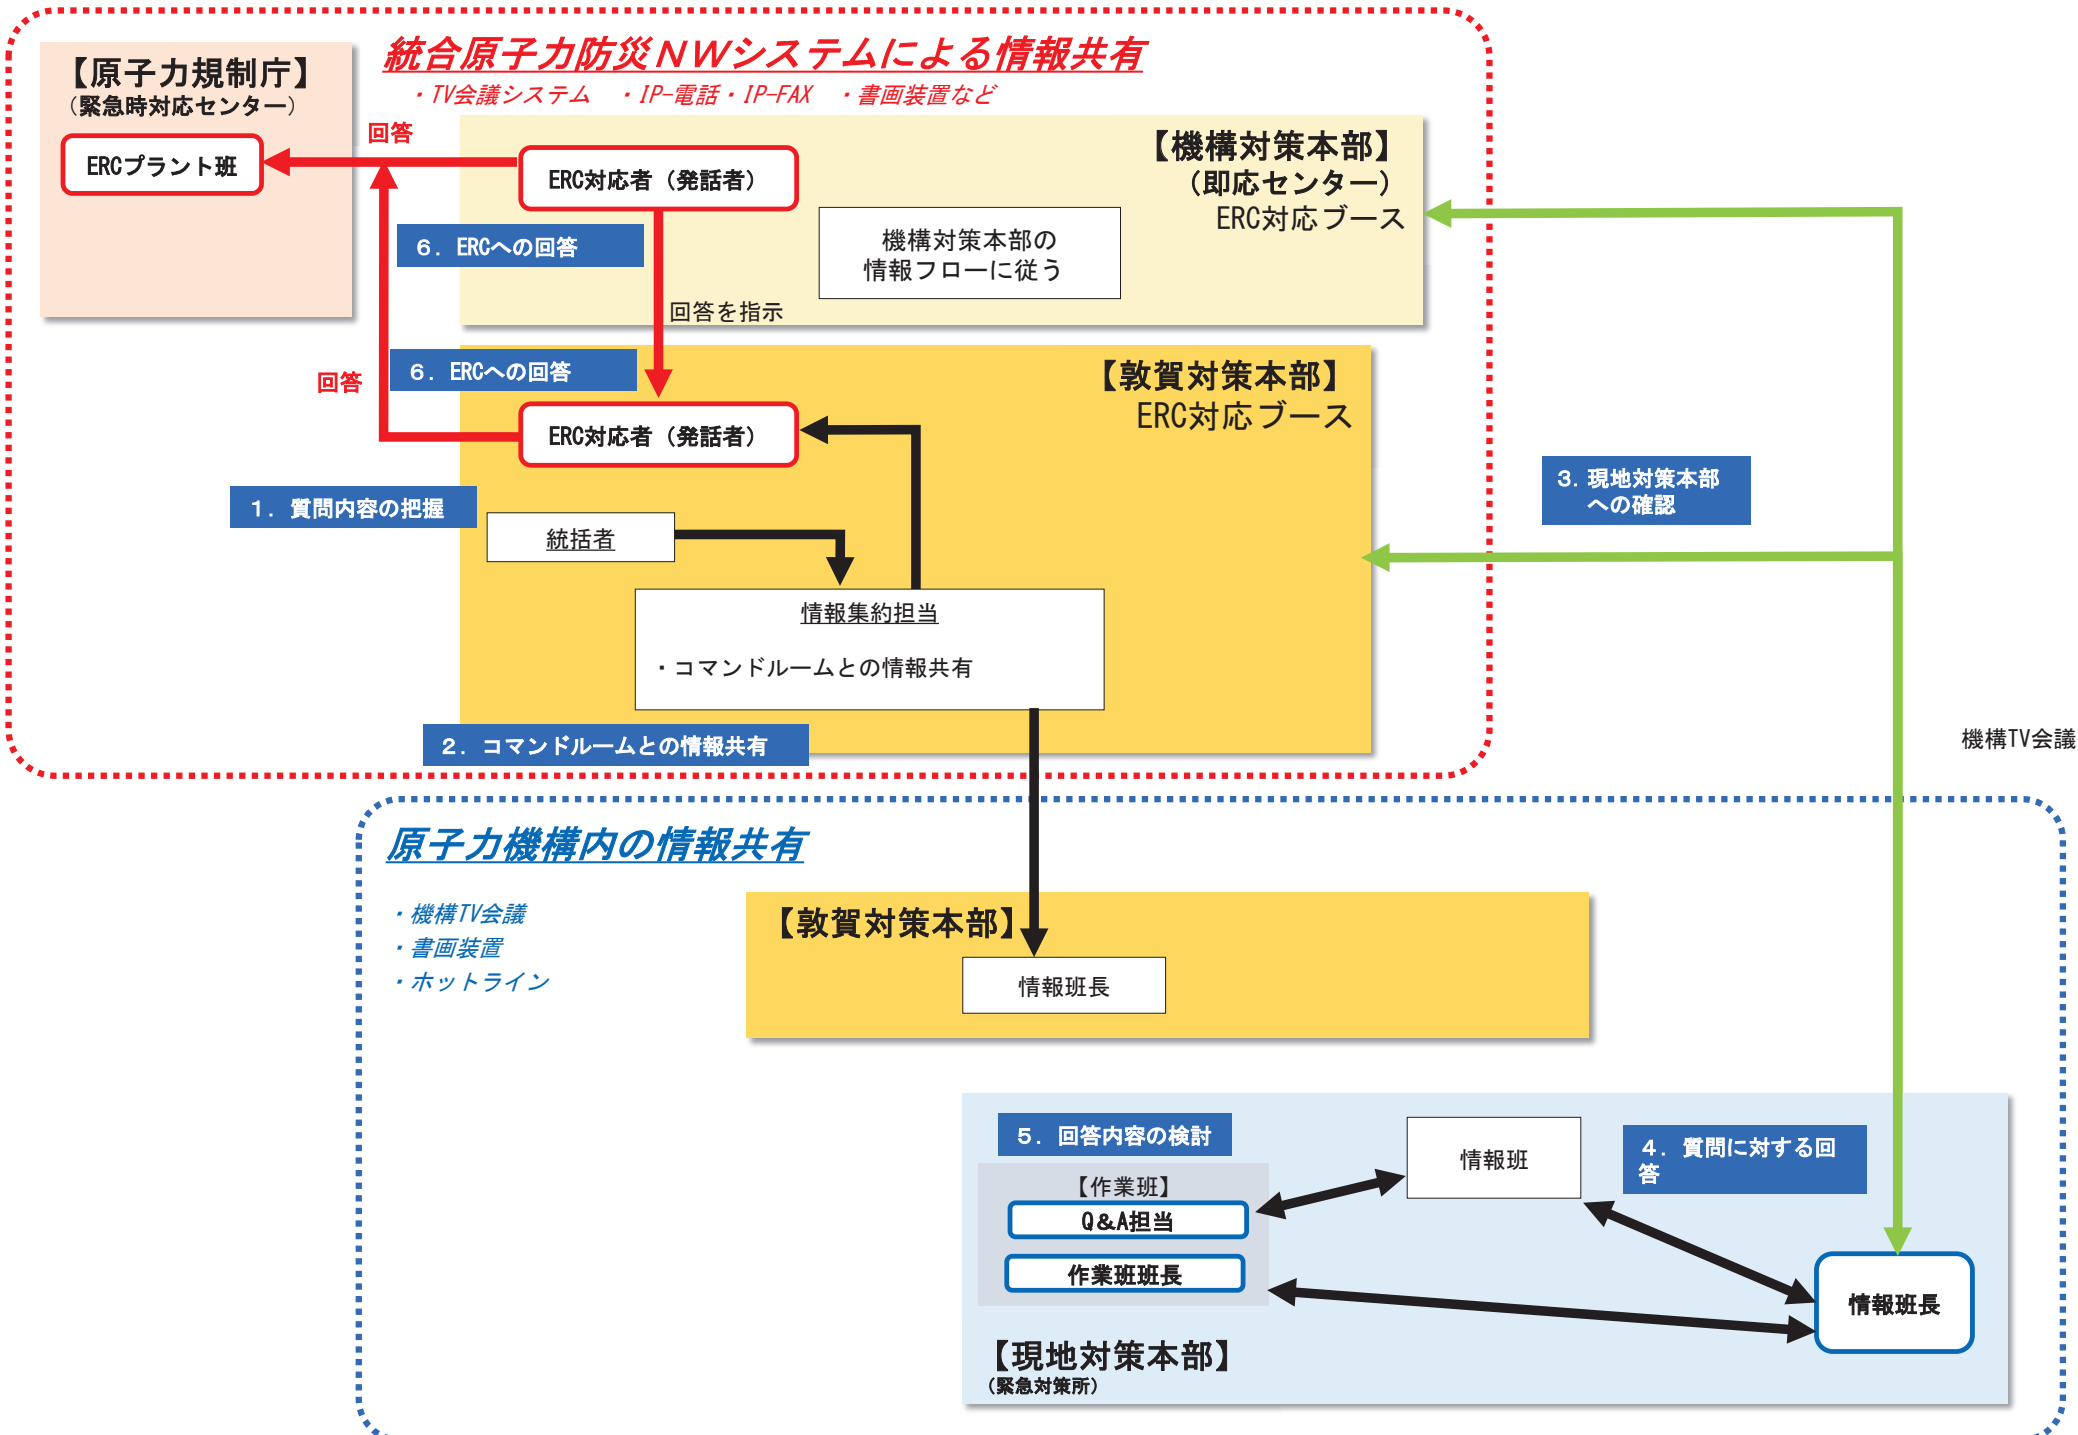 統合原子力防災NWシステムによる情報共有
・TV会議システム　・IP-電話・IP-FAX　・書画装置など
【原子力規制庁】
（緊急時対応センター）
ERCプラント班
回答
【機構対策本部】
（即応センター）
ERC対応ブース
ERC対応者（発話者）
機構対策本部の
情報フローに従う
６．ERCへの回答
回答を指示
６．ERCへの回答
回答
【敦賀対策本部】
ERC対応ブース
ERC対応者（発話者）
１．質問内容の把握
統括者
３．現地対策本部
への確認
情報集約担当
・コマンドルームとの情報共有
２．コマンドルームとの情報共有
機構TV会議
原子力機構内の情報共有
・機構TV会議
・書画装置
・ホットライン
【敦賀対策本部】
情報班長
５．回答内容の検討
【作業班】
Q&A担当
作業班班長
情報班
４．質問に対する回
答
情報班長
【現地対策本部】
（緊急対策所）